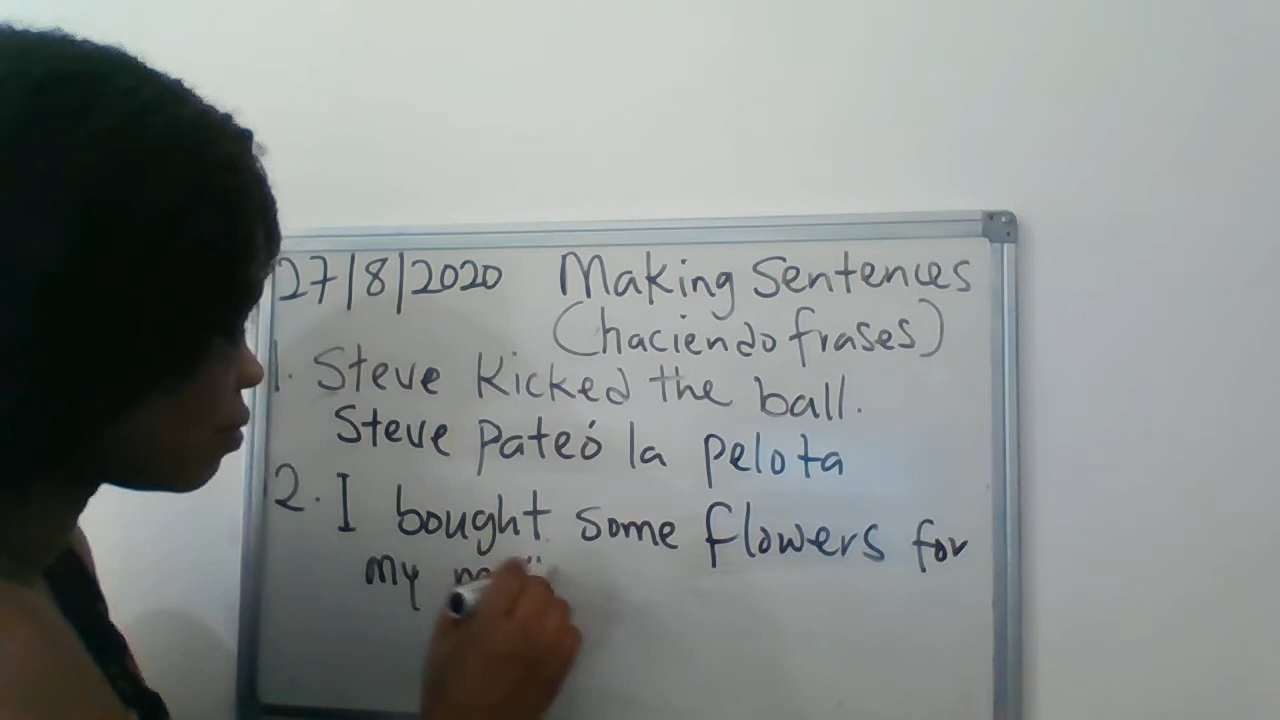 27/8/2020 Making Sentences
(haciendo frases)
1. Steve Kicked the ball.
Steve pateó la pelota
2. I bought some flowers for
my